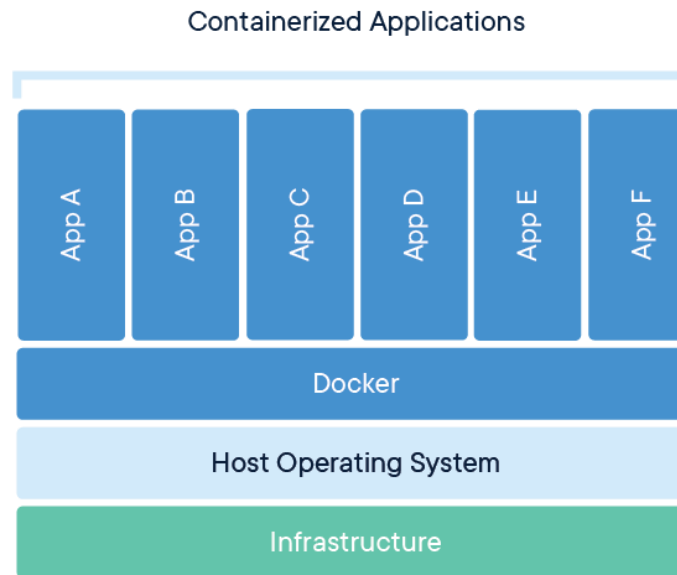 Containerized Applications
App A
App B
App C
App D
App E
App F
Docker
Host Operating System
Infrastructure